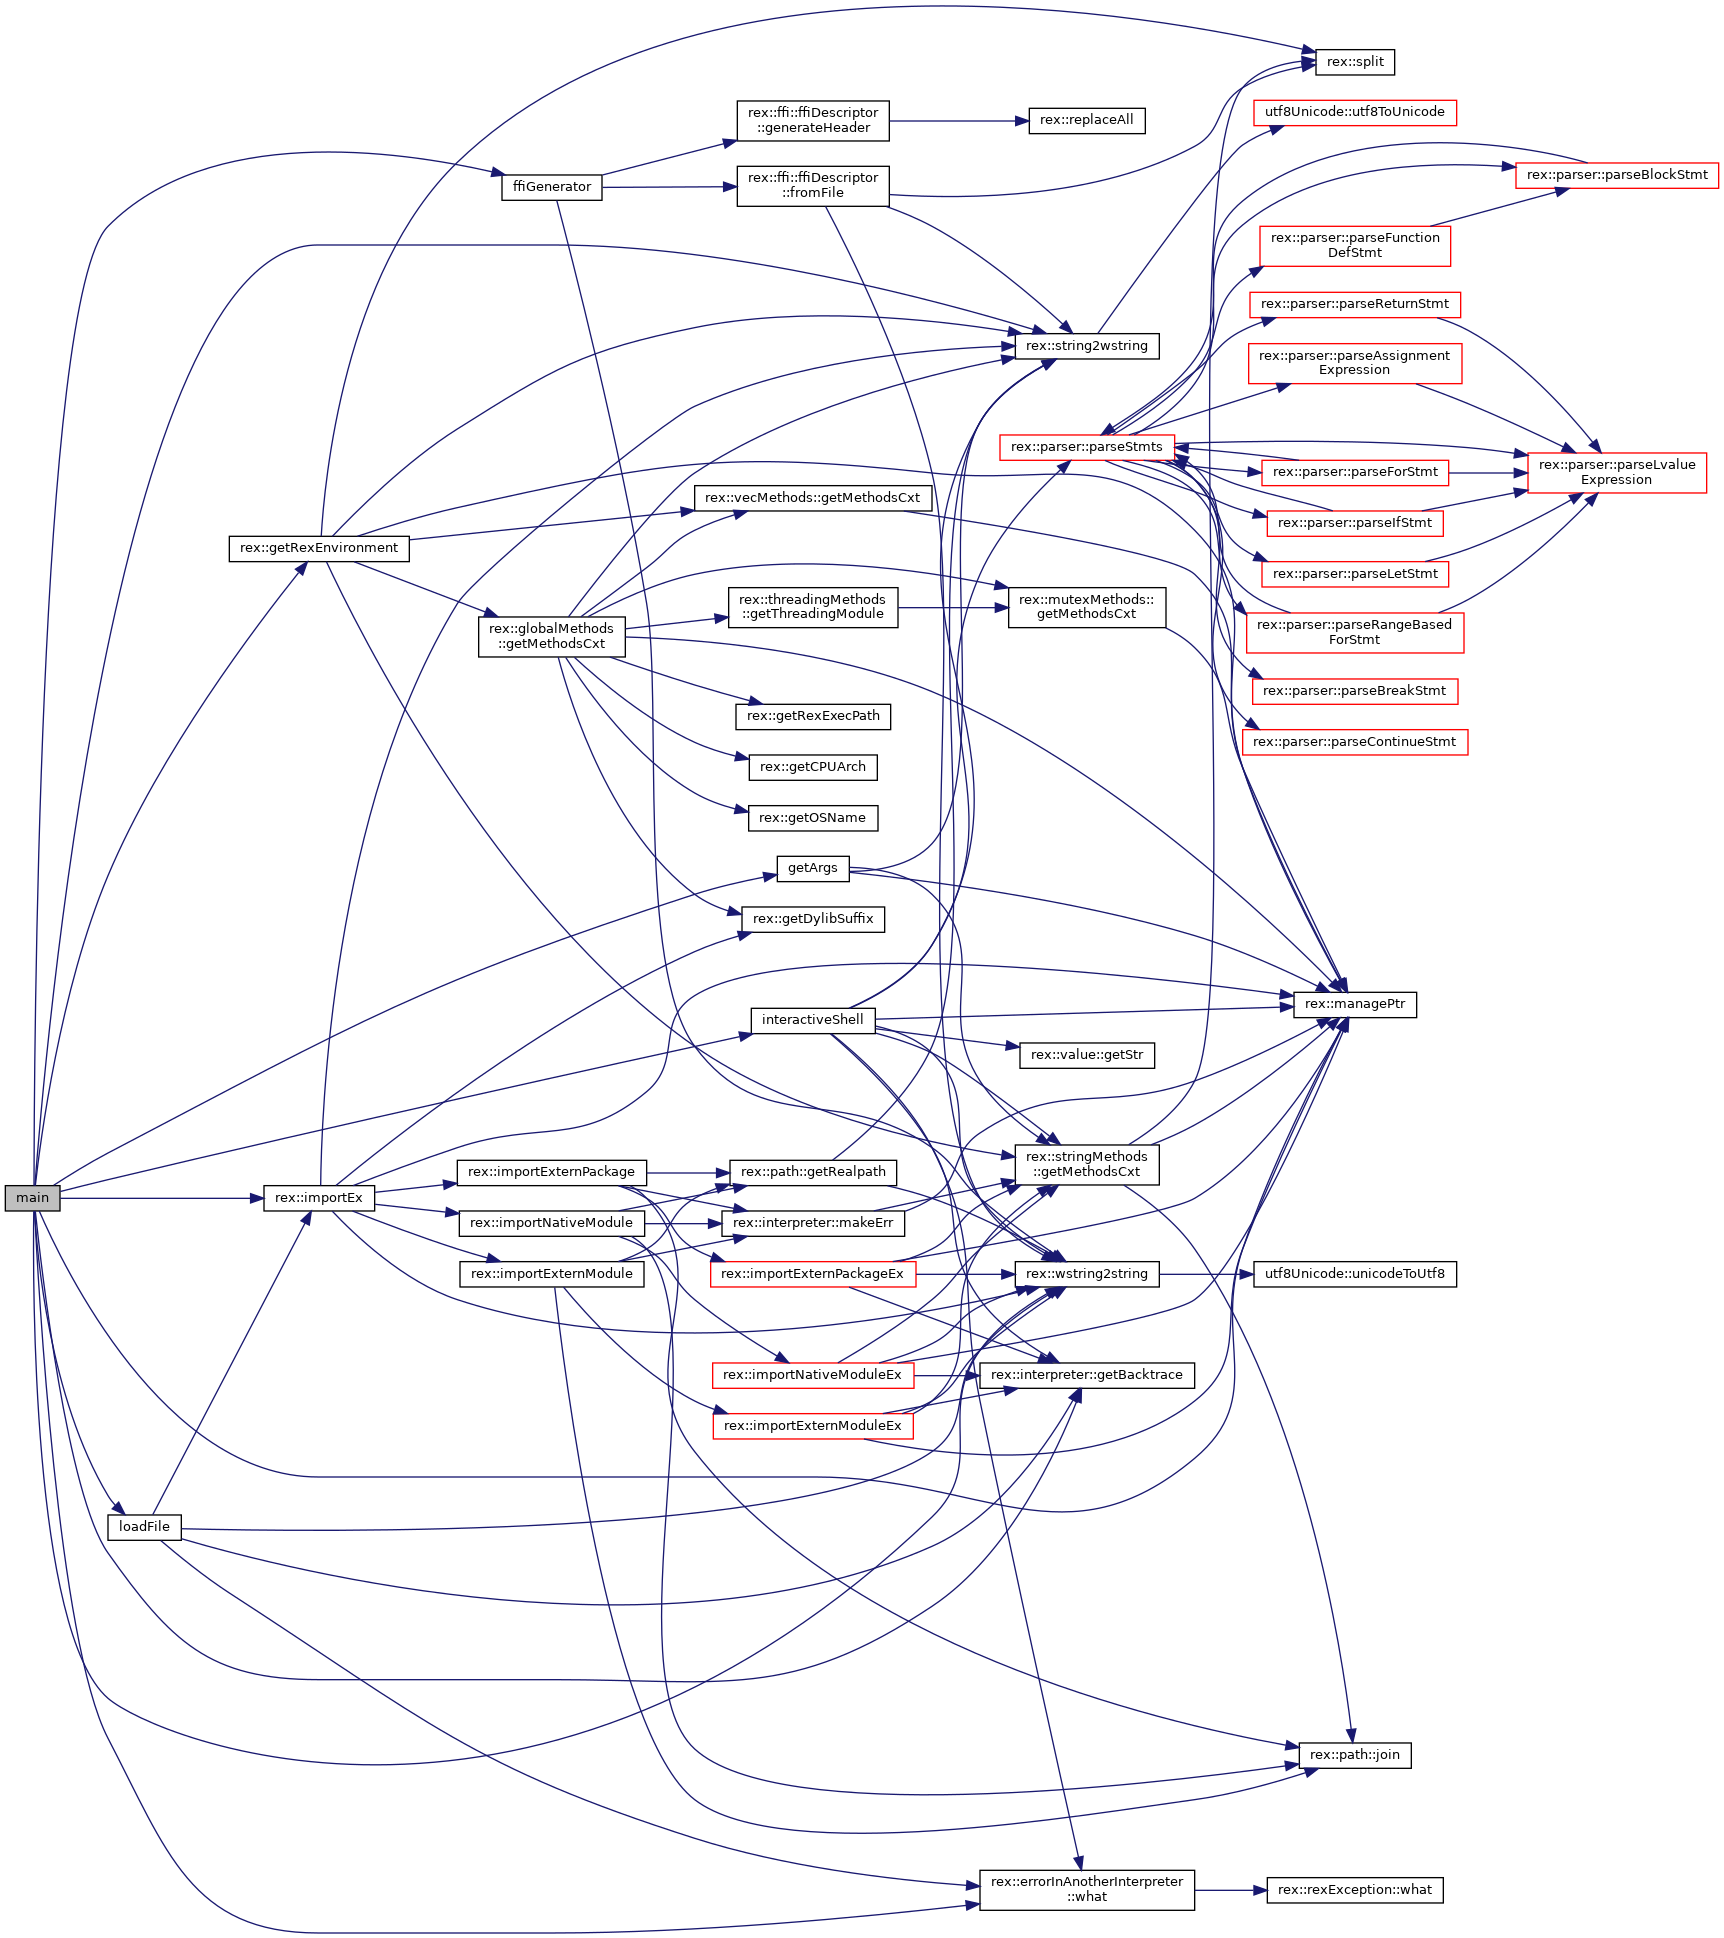 rex::split
utf8Unicode::utf8ToUnicode
rex::ffi::ffiDescriptor
::generateHeader
rex::replaceAll
rex::parser::parseBlockStmt
ffiGenerator
rex::ffi::ffiDescriptor
::fromFile
rex::parser::parseFunction
DefStmt
rex::parser::parseReturnStmt
rex::string2wstring
rex::parser::parseAssignment
Expression
rex::parser::parseStmts
rex::parser::parseForStmt
rex::parser::parseLvalue
Expression
rex::vecMethods::getMethodsCxt
rex::parser::parseIfStmt
rex::getRexEnvironment
rex::parser::parseLetStmt
rex::globalMethods
::getMethodsCxt
rex::threadingMethods
::getThreadingModule
rex::mutexMethods::
getMethodsCxt
rex::parser::parseRangeBased
ForStmt
rex::parser::parseBreakStmt
rex::getRexExecPath
rex::parser::parseContinueStmt
rex::getCPUArch
rex::getOSName
getArgs
rex::getDylibSuffix
rex::managePtr
interactiveShell
rex::value::getStr
rex::stringMethods
::getMethodsCxt
rex::importExternPackage
rex::path::getRealpath
main
rex::importEx
rex::importNativeModule
rex::interpreter::makeErr
rex::importExternModule
rex::importExternPackageEx
rex::wstring2string
utf8Unicode::unicodeToUtf8
rex::importNativeModuleEx
rex::interpreter::getBacktrace
rex::importExternModuleEx
loadFile
rex::path::join
rex::errorInAnotherInterpreter
::what
rex::rexException::what